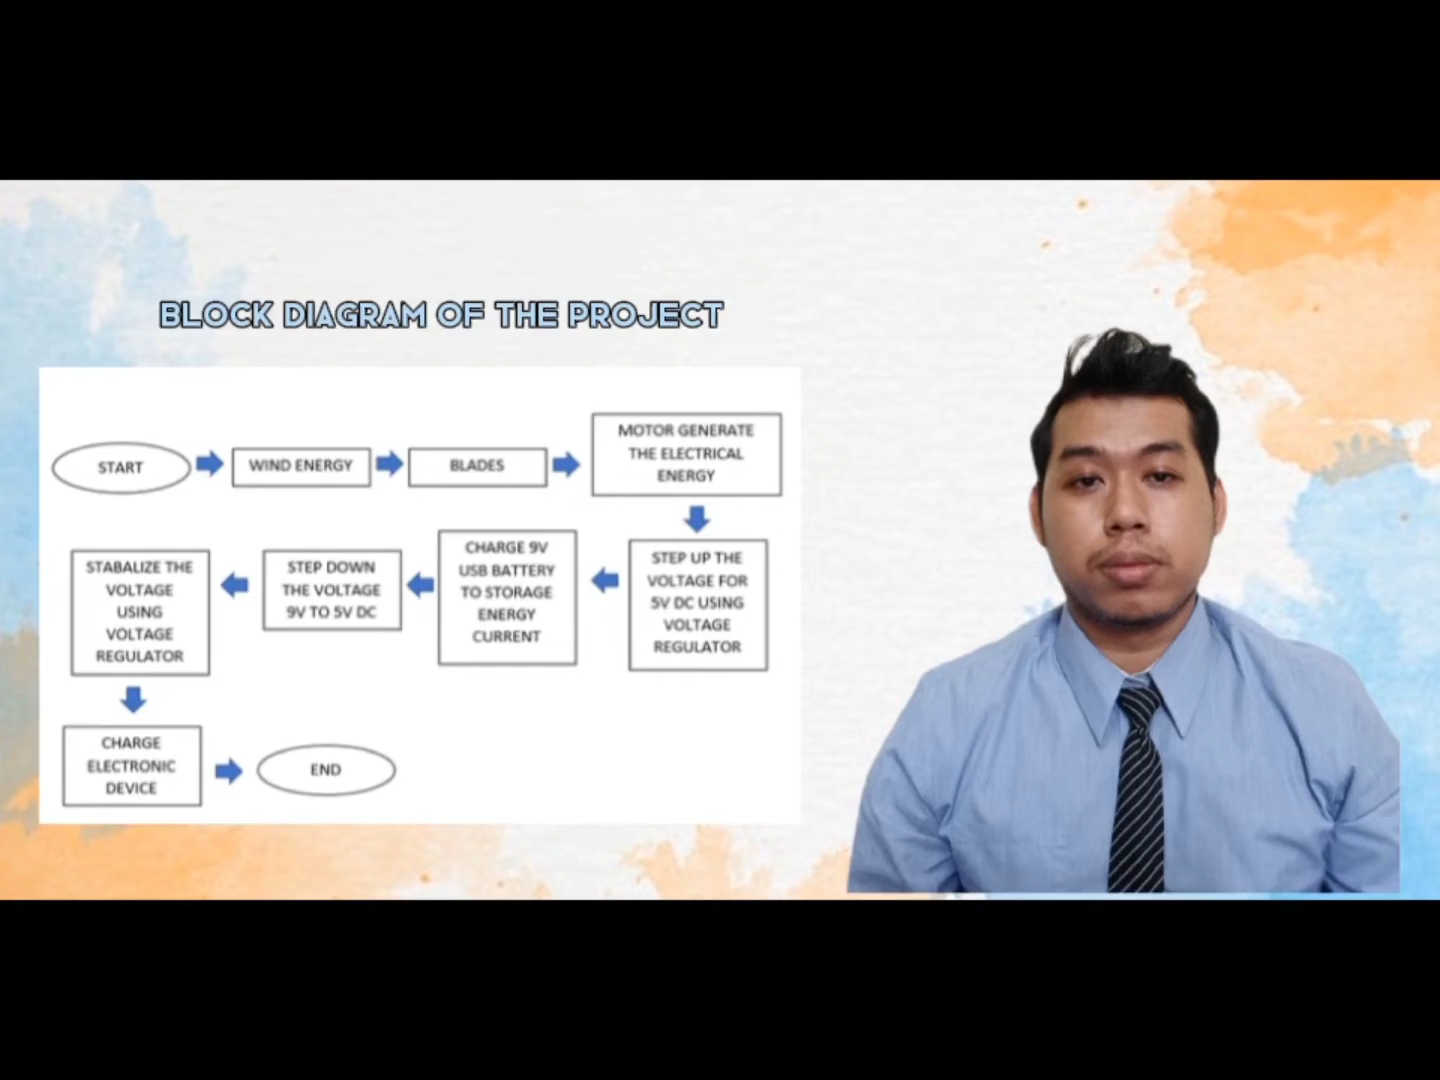 BLOCK DIAGRAM OF THE PROJECT
START
WIND ENERGY
BLADES
MOTOR GENERATE
THE ELECTRICAL
ENERGY
STEP UP THE
VOLTAGE FOR
5V DC USING
VOLTAGE
REGULATOR
CHARGE 9V
USB BATTERY
TO STORAGE
ENERGY
CURRENT
STEP DOWN
THE VOLTAGE
9V TO 5V DC
STABALIZE THE
VOLTAGE
USING
VOLTAGE
REGULATOR
CHARGE
ELECTRONIC
DEVICE
END